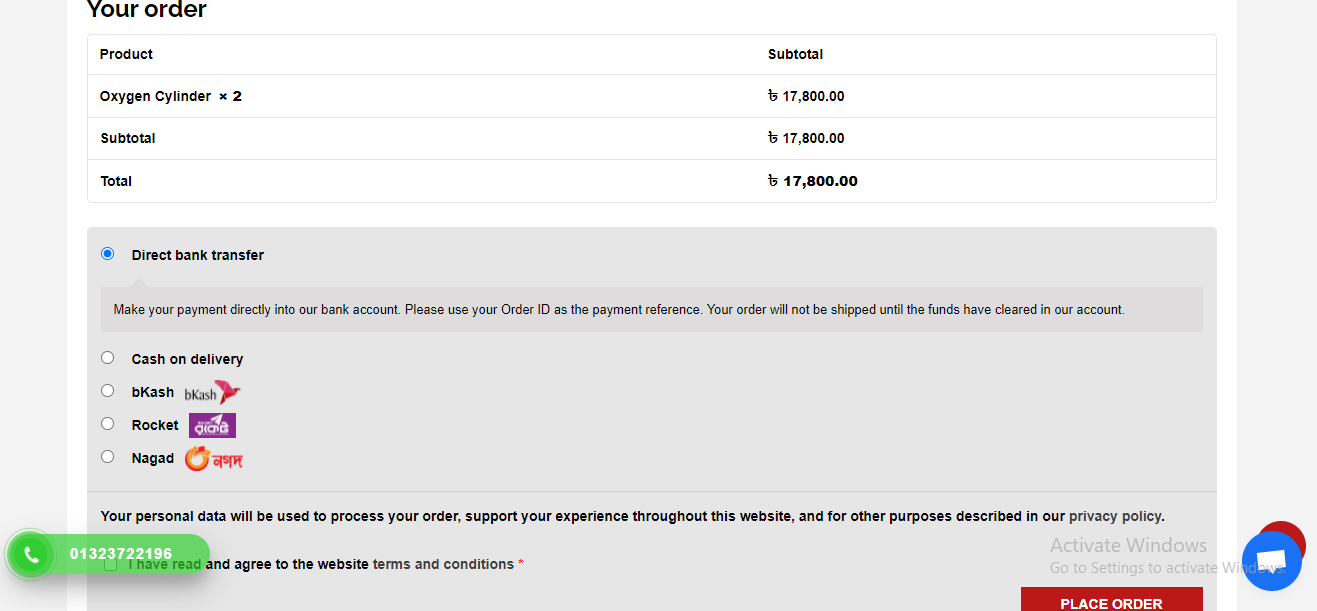 Your order
Product Subtotal
Oxygen Cylinder × 2 ৳ 17,800.00
Subtotal ৳ 17,800.00
Total ৳ 17,800.00
Direct bank transfer
Make your payment directly into our bank account. Please use your Order ID as the payment reference. Your order will not be shipped until the funds have cleared in our account.
Cash on delivery
bKash bKash
Rocket রকেট
Nagad নগদ
Your personal data will be used to process your order, support your experience throughout this website, and for other purposes described in our privacy policy.
Activate Windows
01323722196
I have read and agree to the website terms and conditions *
Go to Settings to activate Windows.
PLACE ORDER